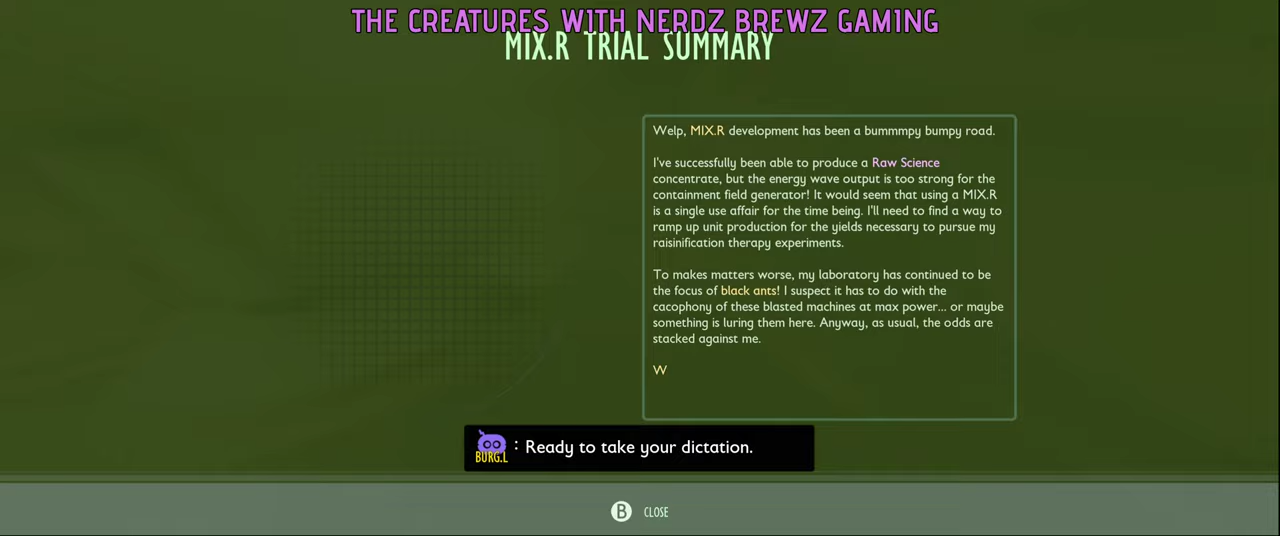 THE CREATURES WITH NERDZ BREWZ GAMING
MIX.R TRIAL SUMMARY
Welp, MIX.R development has been a bummmpy bumpy road.
I've successfully been able to produce a Raw Science
concentrate, but the energy wave output is too strong for the
containment field generator! It would seem that using a MIX.R
is a single use affair for the time being. I'll need to find a way to
ramp up unit production for the yields necessary to pursue my
raisinification therapy experiments.
To makes matters worse, my laboratory has continued to be
the focus of black ants! I suspect it has to do with the
cacophony of these blasted machines at max power... or maybe
something is luring them here. Anyway, as usual, the odds are
stacked against me.
W
BURG.L : Ready to take your dictation.
B CLOSE